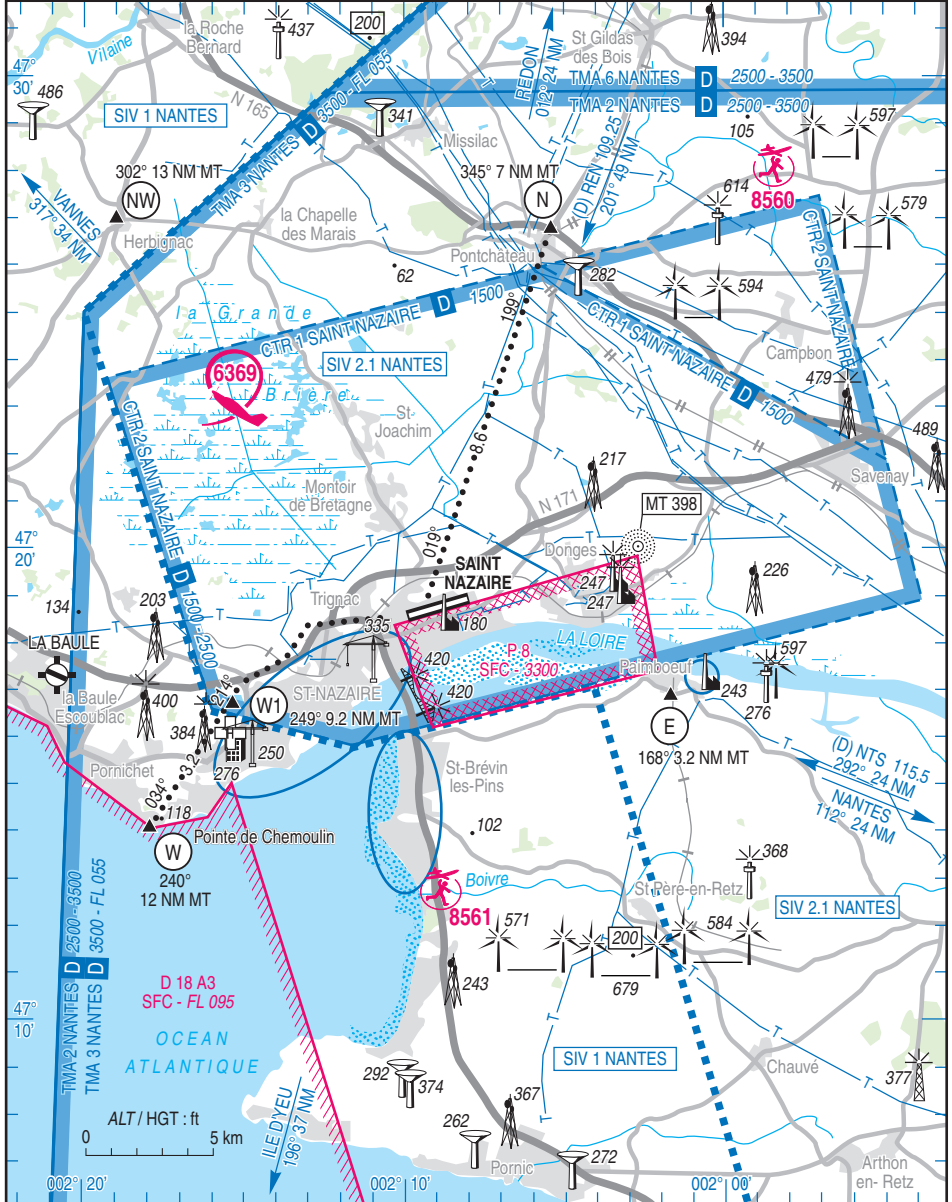 437
200
394
la Roche
Bernard
Vilaine
St Gildas
des Bois
47°
30'
REDON
012° 24 NM
TMA 6 NANTES D 2500 - 3500
TMA 2 NANTES D 2500 - 3500
486
N 165
SIV 1 NANTES
341
Missilac
105
597
TMA 3 NANTES D 3500 - FL 055
(D) REN 109.25
201° 49 NM
302° 13 NM MT
NW
345° 7 NM MT
N
8560
614
579
VANNES
317° 34 NM
Herbignac
la Chapelle
des Marais
Pontchâteau
62
282
594
199°
la Grande
Brière
CTR 1 SAINT NAZAIRE D 1500
CTR 1 SAINT NAZAIRE D 1500
CTR 2 SAINT NAZAIRE
SIV 2.1 NANTES
6369
Campbon
479
St-
Joachim
8.6
489
Savenay
217
Montoir
de Bretagne
N 171
MT 398
CTR 2 SAINT NAZAIRE D 1500 - 2500
47°
20'
019°
SAINT
NAZAIRE
Donges
247
247
226
134
203
Trignac
180
335
LA LOIRE
P 8
SFC - 3300
LA BAULE
420
420
Paimboeuf
597
243
276
la Baule
Escoublac
400
214°
W1
249° 9.2 NM MT
ST-NAZAIRE
384
250
276
E
168° 3.2 NM MT
(D) NTS 115.5
292° 24 NM
NANTES
112° 24 NM
Pornichet
3.2
034°
118
Pointe de Chemoulin
St-Brévin
les-Pins
102
W
240°
12 NM MT
368
Boivre
8561
St Père-en-Retz
SIV 2.1 NANTES
571
200
584
679
243
TMA 2 NANTES D 2500 - 3500
TMA 3 NANTES D 3500 - FL 055
D 18 A3
SFC - FL 095
47°
10'
OCEAN
ATLANTIQUE
SIV 1 NANTES
Chauvé
292
374
377
367
ALT / HGT : ft
0 5 km
ILE D'YEU
196° 37 NM
262
272
Pornic
Arthon
en- Retz
002° 20'
002° 10'
002° 00'